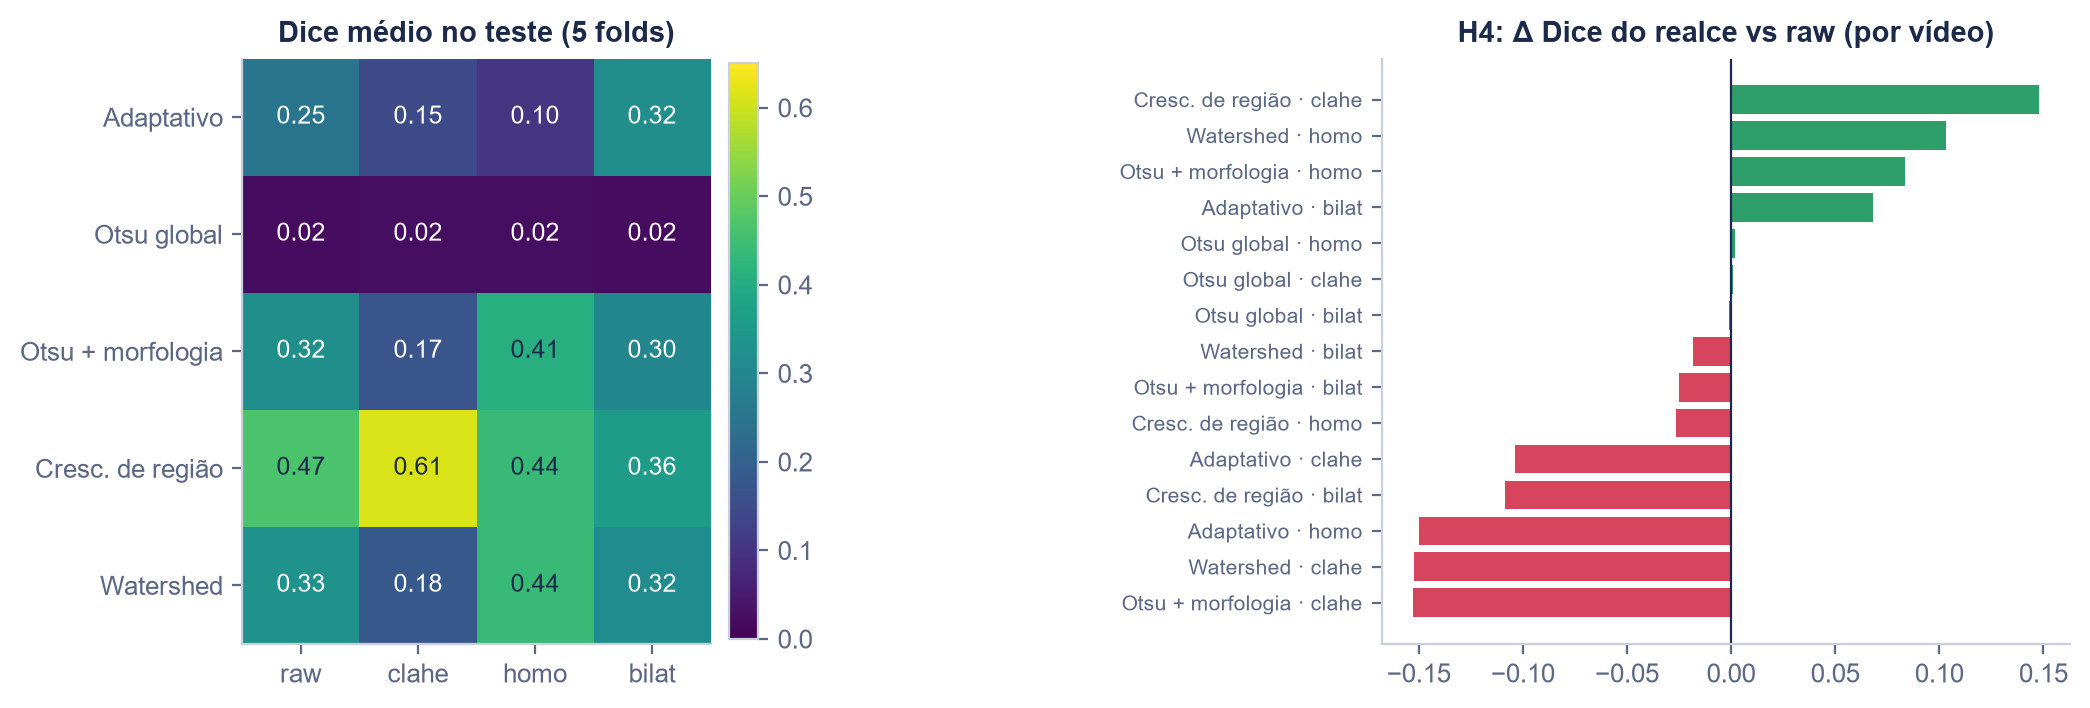 Dice médio no teste (5 folds)
Adaptativo 0.25 0.15 0.10 0.32
Otsu global 0.02 0.02 0.02 0.02
Otsu + morfologia 0.32 0.17 0.41 0.30
Cresc. de região 0.47 0.61 0.44 0.36
Watershed 0.33 0.18 0.44 0.32
raw clahe homo bilat
0.6
0.5
0.4
0.3
0.2
0.1
0.0
H4: Δ Dice do realce vs raw (por vídeo)
Cresc. de região · clahe
Watershed · homo
Otsu + morfologia · homo
Adaptativo · bilat
Otsu global · homo
Otsu global · clahe
Otsu global · bilat
Watershed · bilat
Otsu + morfologia · bilat
Cresc. de região · homo
Adaptativo · clahe
Cresc. de região · bilat
Adaptativo · homo
Watershed · clahe
Otsu + morfologia · clahe
−0.15 −0.10 −0.05 0.00 0.05 0.10 0.15